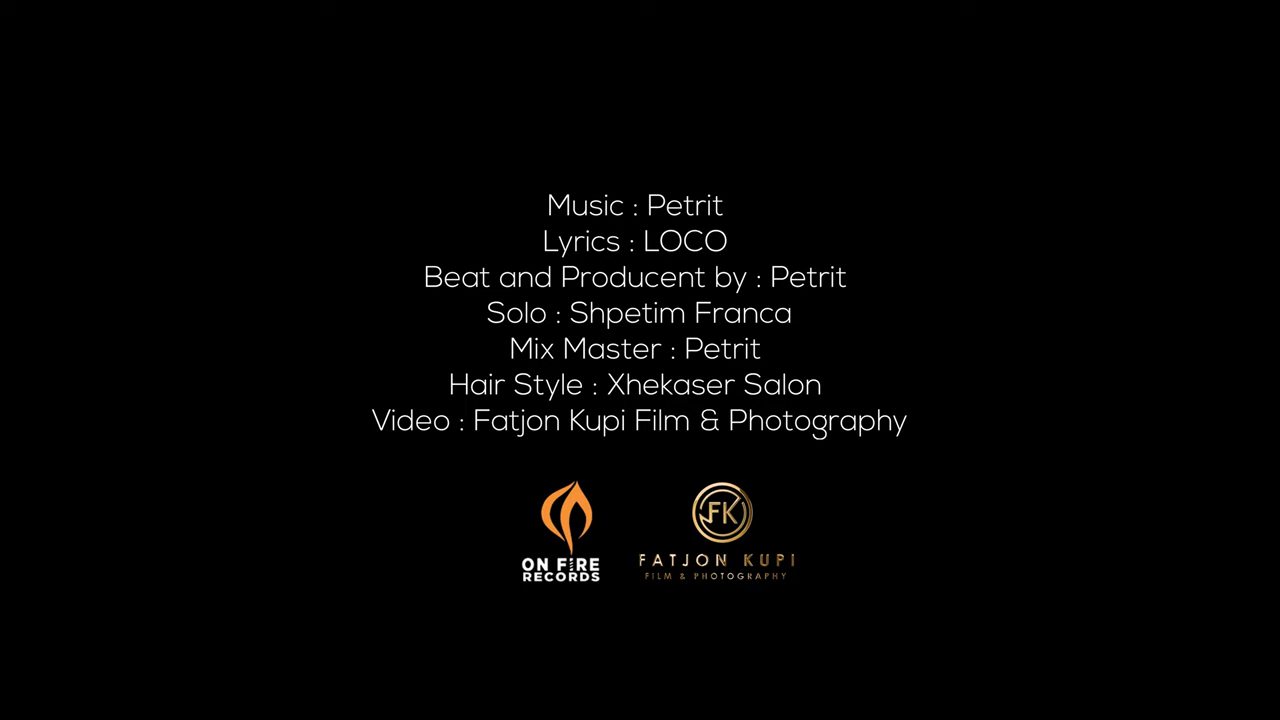 Music : Petrit
Lyrics : LOCO
Beat and Producent by : Petrit
Solo : Shpetim Franca
Mix Master : Petrit
Hair Style : Xhekaser Salon
Video : Fatjon Kupi Film & Photography
ON FIRE
RECORDS
FK
FATJON KUPI
FILM & PHOTOGRAPHY